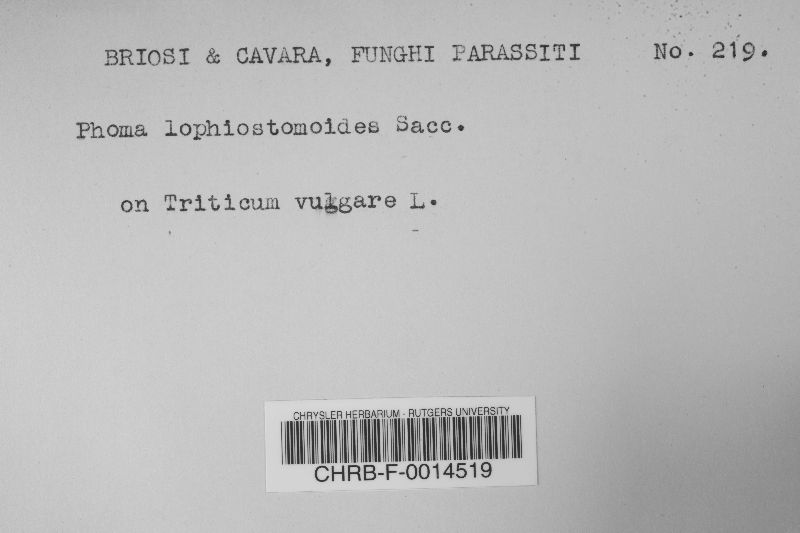 BRIOSI & CAVARA, FUNGHI PARASSITI No. 219.
Phoma lophiostomoides Sacc.
on Triticum vulgare L.
CHRYSLER HERBARIUM - RUTGERS UNIVERSITY
CHRB-F-0014519